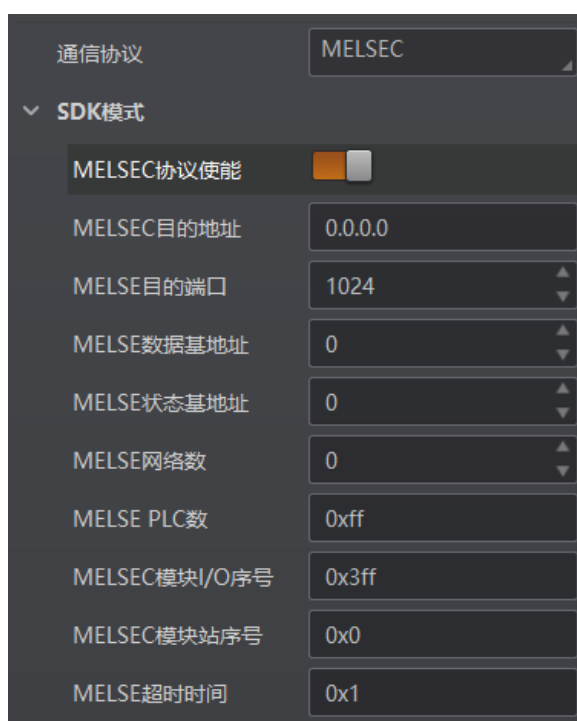 通信协议 MELSEC
SDK模式
MELSEC协议使能
MELSEC目的地址 0.0.0.0
MELSE目的端口 1024
MELSE数据基地址 0
MELSE状态基地址 0
MELSE网络数 0
MELSE PLC数 0xff
MELSEC模块I/O序号 0x3ff
MELSEC模块站序号 0x0
MELSE超时时间 0x1